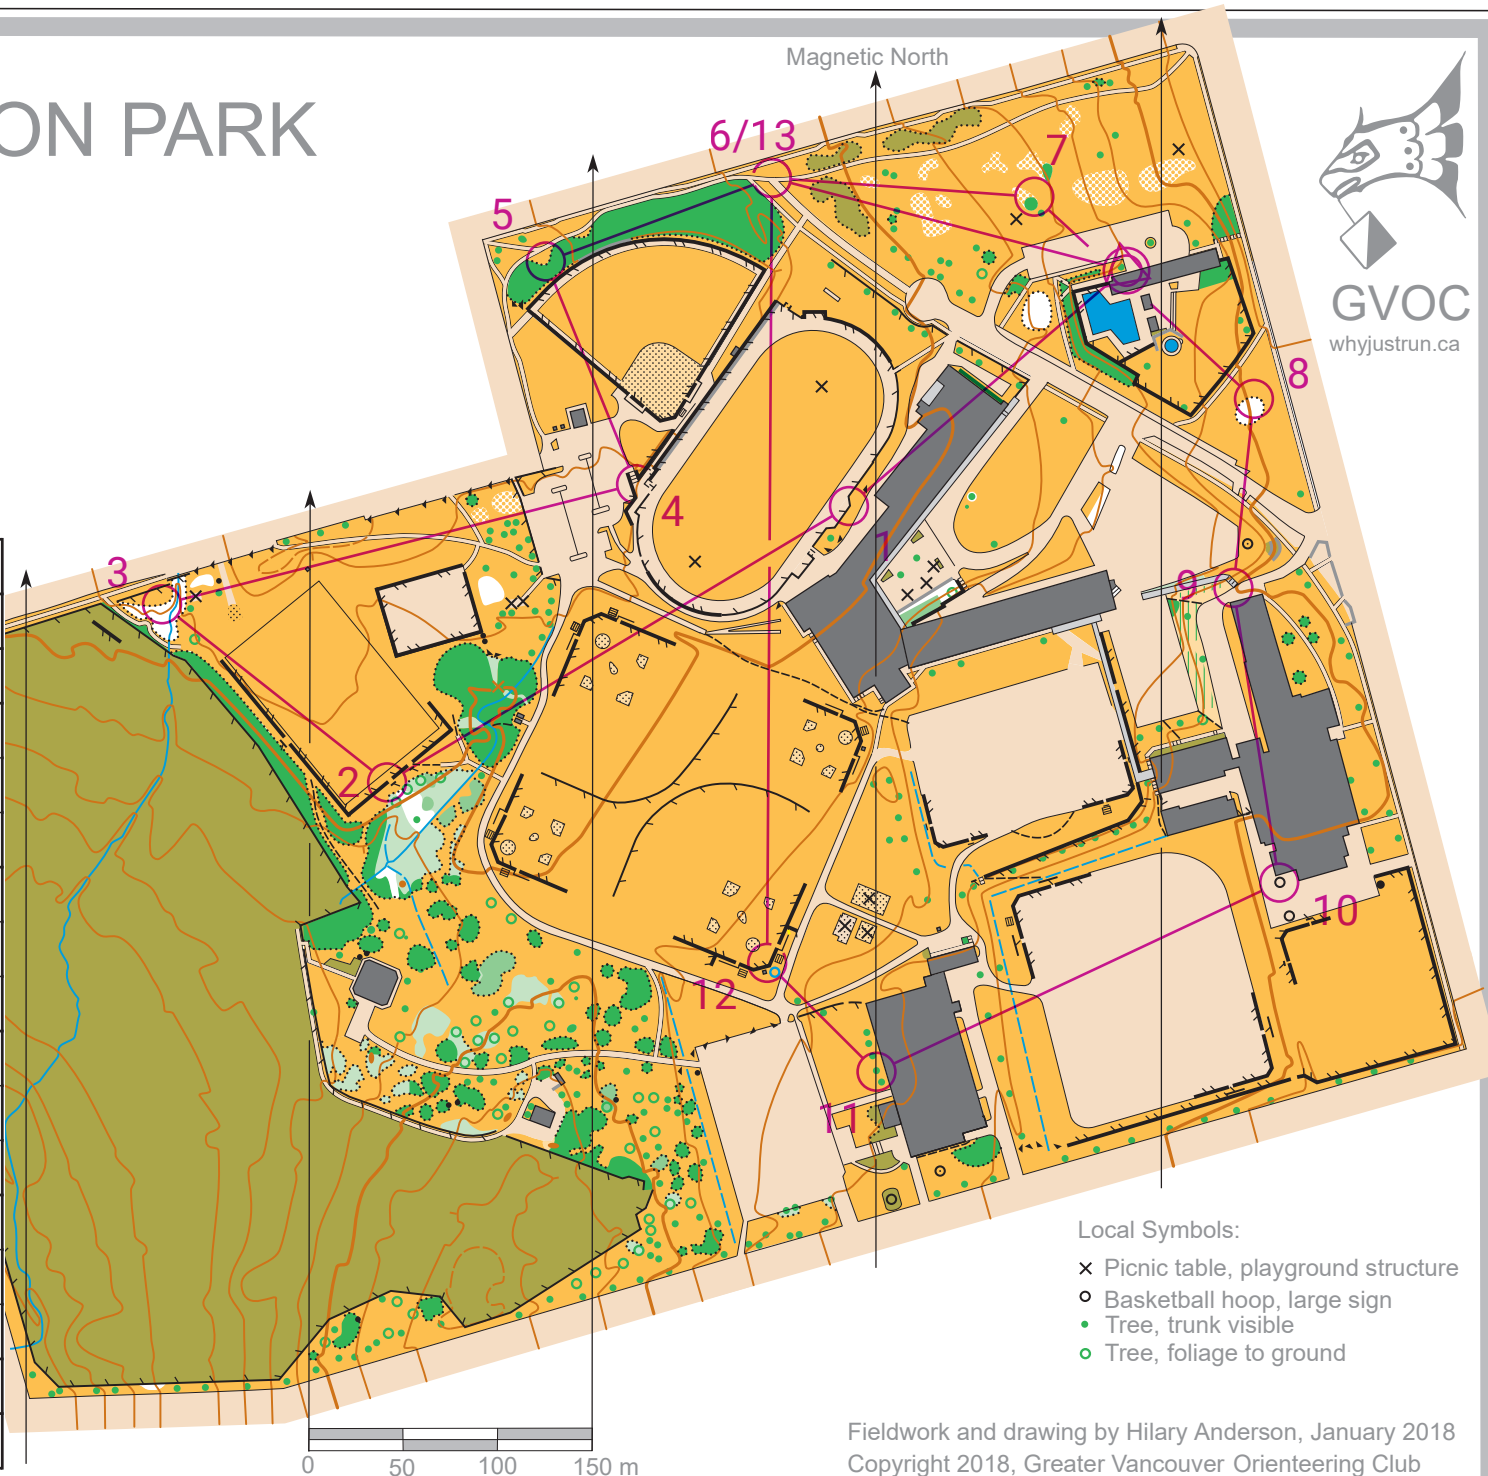 Magnetic North
ON PARK
6/13
7
5
GVOC
whyjustrun.ca
8
4
1
3
9
2
10
12
11
Local Symbols:
Picnic table, playground structure
Basketball hoop, large sign
Tree, trunk visible
Tree, foliage to ground
0 50 100 150 m
Fieldwork and drawing by Hilary Anderson, January 2018
Copyright 2018, Greater Vancouver Orienteering Club